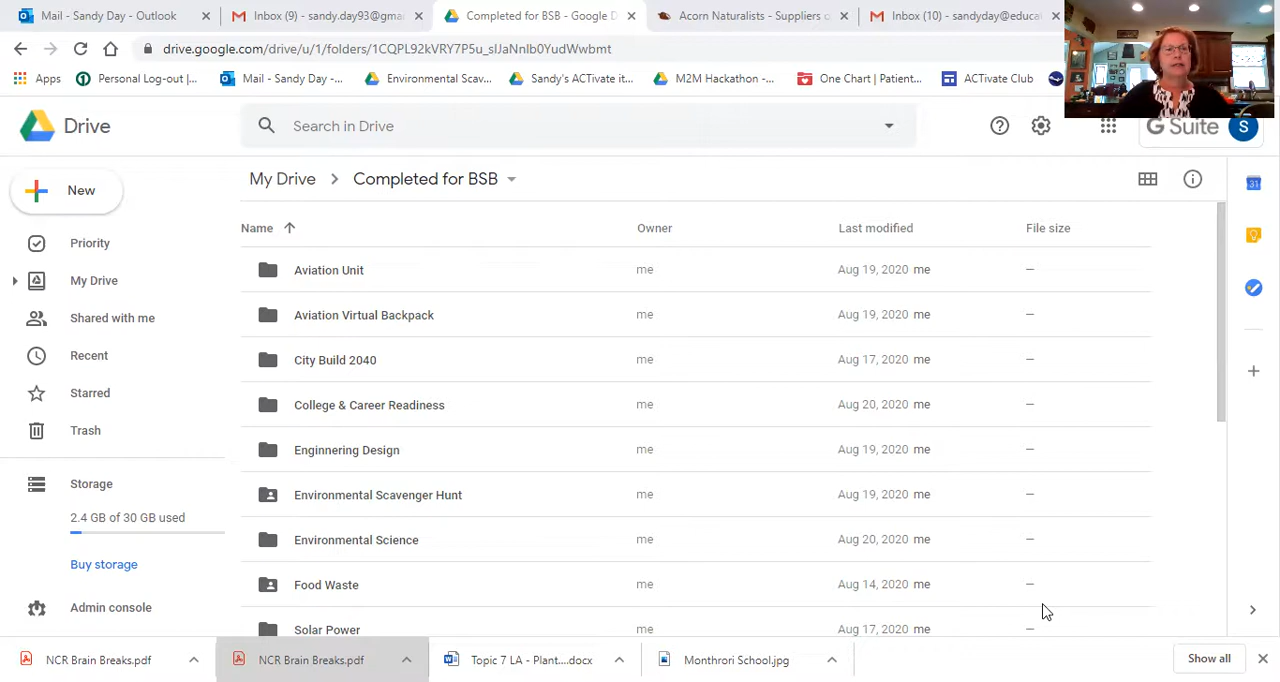 Mail - Sandy Day - Outlook
Inbox (9) - sandy.day93@gmai
Completed for BSB - Google D
Acorn Naturalists - Suppliers o
Inbox (10) - sandyday@educa
drive.google.com/drive/u/1/folders/1CQPL92kVRY7P5u_sIJaNnIb0YudWwbmt
Apps
Personal Log-out |...
Mail - Sandy Day -...
Environmental Scav...
Sandy's ACTivate it...
M2M Hackathon -...
One Chart | Patient...
ACTivate Club
Drive
Search in Drive
G Suite
S
New
My Drive > Completed for BSB
31
Name
Owner
Last modified
File size
Priority
My Drive
Shared with me
Recent
Starred
Trash
Storage
2.4 GB of 30 GB used
Buy storage
Admin console
Aviation Unit me Aug 19, 2020 me —
Aviation Virtual Backpack me Aug 19, 2020 me —
City Build 2040 me Aug 17, 2020 me —
College & Career Readiness me Aug 20, 2020 me —
Enginnering Design me Aug 19, 2020 me —
Environmental Scavenger Hunt me Aug 19, 2020 me —
Environmental Science me Aug 20, 2020 me —
Food Waste me Aug 14, 2020 me —
Solar Power me Aug 17, 2020 me —
NCR Brain Breaks.pdf
NCR Brain Breaks.pdf
Topic 7 LA - Plant....docx
Monthrori School.jpg
Show all